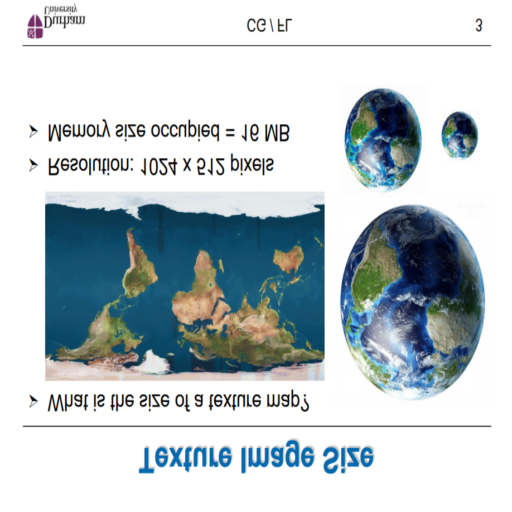 Texture Image Size
➢ What is the size of a texture map?
➢ Resolution: 1024 x 512 pixels
➢ Memory size occupied = 16 MB
Durham
University
CG / FL
3